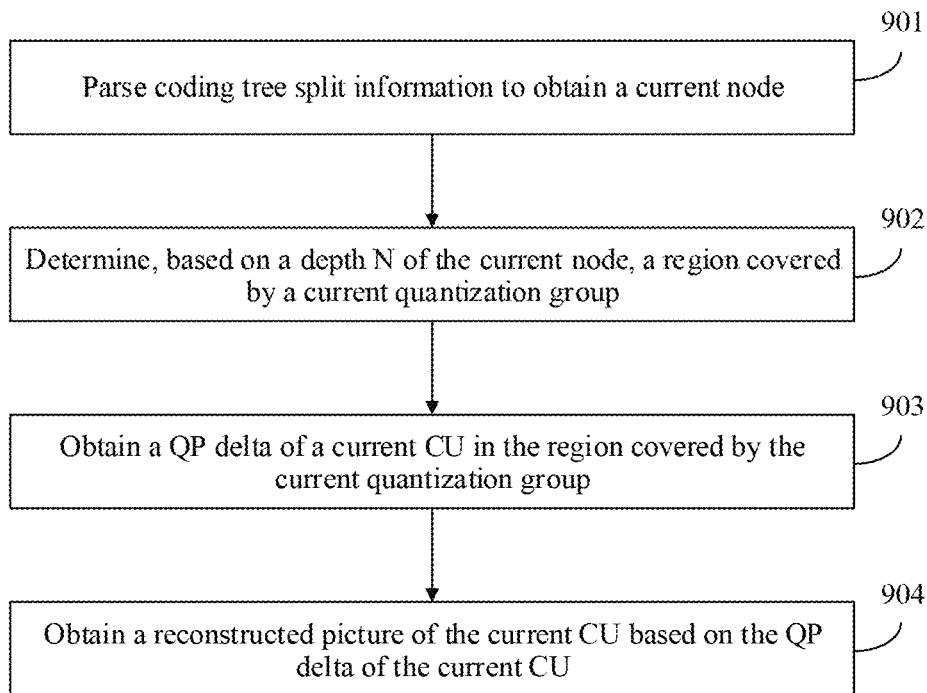 901
Parse coding tree split information to obtain a current node
902
Determine, based on a depth N of the current node, a region covered
by a current quantization group
903
Obtain a QP delta of a current CU in the region covered by the
current quantization group
904
Obtain a reconstructed picture of the current CU based on the QP
delta of the current CU